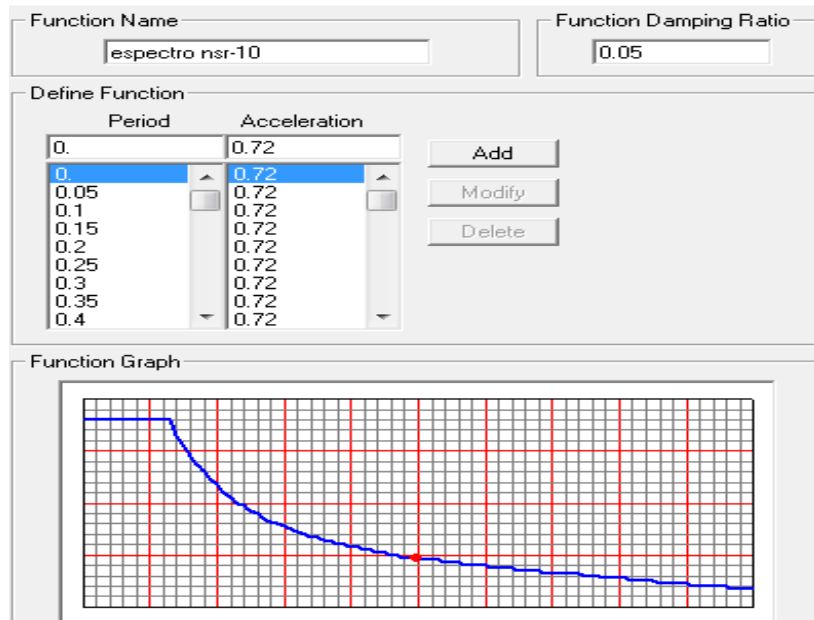 Function Name
Function Damping Ratio
espectro nsr-10
0.05
Define Function
Period Acceleration
0. 0.72
Add
0. 0.72
0.05 0.72
Modify
0.1 0.72
0.15 0.72
Delete
0.2 0.72
0.25 0.72
0.3 0.72
0.35 0.72
0.4 0.72
Function Graph